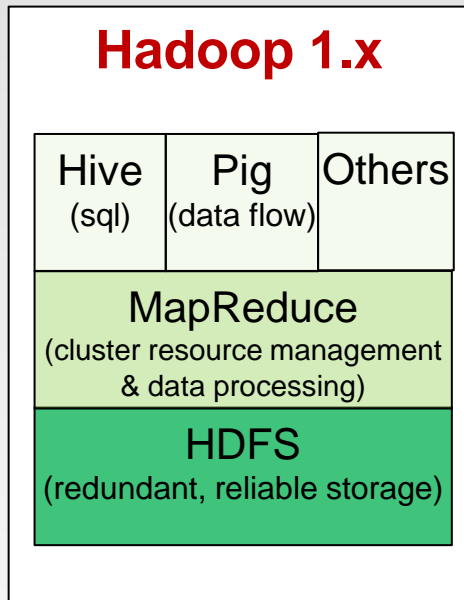 Hadoop 1.x
Hive
(sql)
Pig
(data flow)
Others
MapReduce
(cluster resource management
& data processing)
HDFS
(redundant, reliable storage)